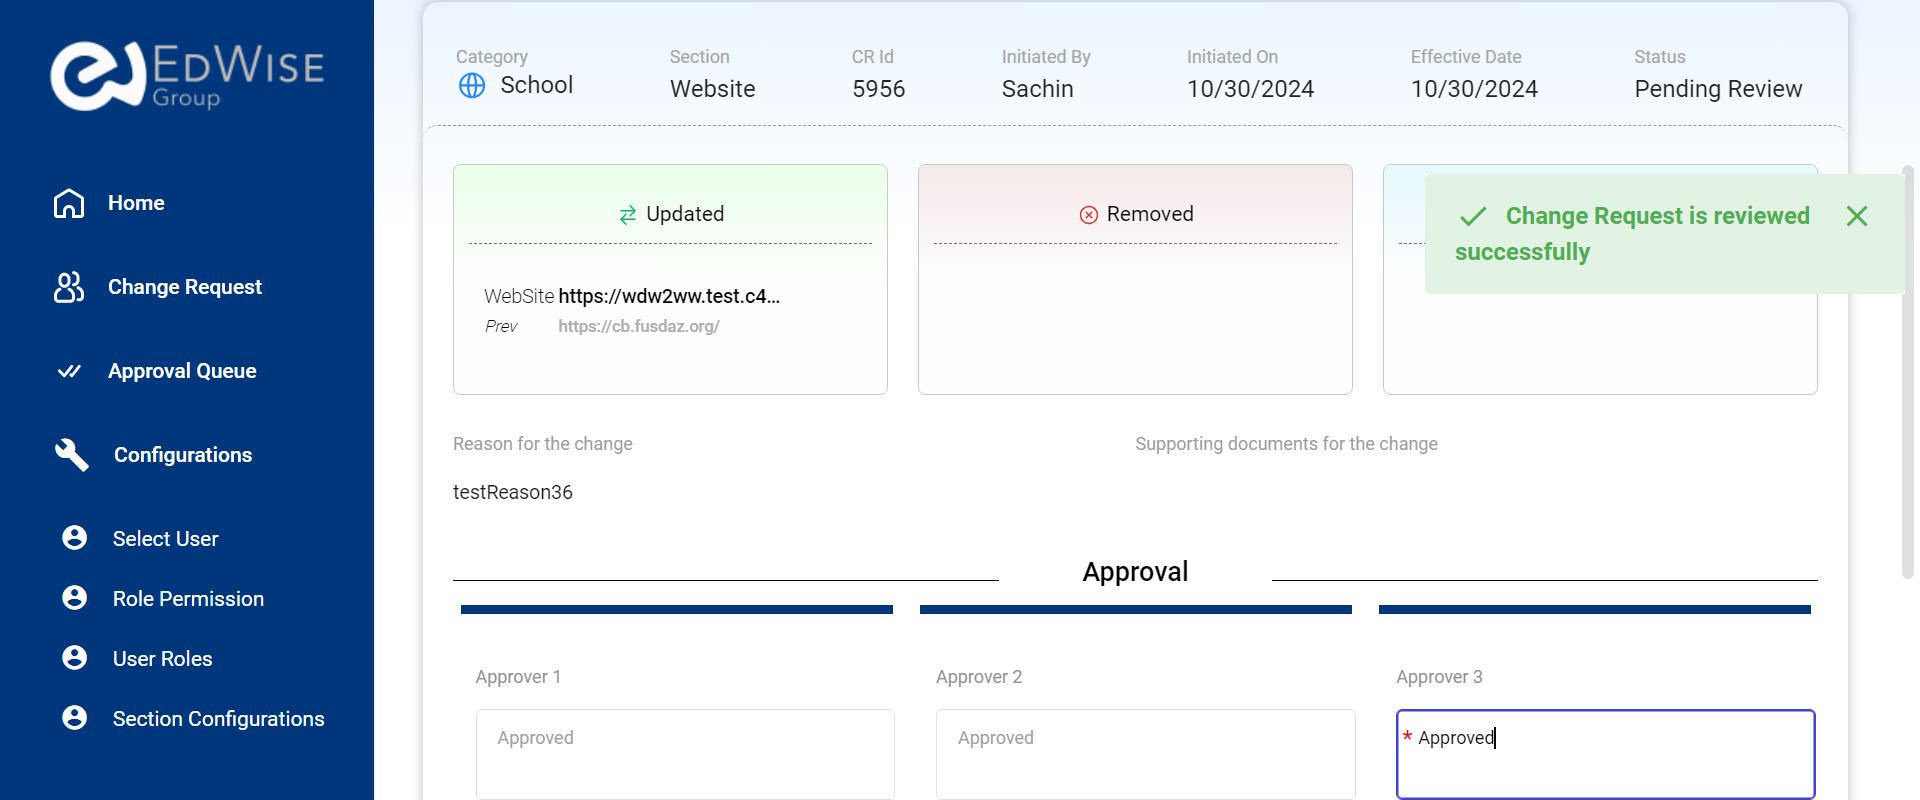 EDWISE
Group
Home
Change Request
Approval Queue
Configurations
Select User
Role Permission
User Roles
Section Configurations
Category
School
Section
Website
CR Id
5956
Initiated By
Sachin
Initiated On
10/30/2024
Effective Date
10/30/2024
Status
Pending Review
Updated
WebSite https://wdw2ww.test.c4...
Prev https://cb.fusdaz.org/
Removed
Change Request is reviewed
successfully
Reason for the change
testReason36
Supporting documents for the change
Approval
Approver 1
Approved
Approver 2
Approved
Approver 3
* Approved